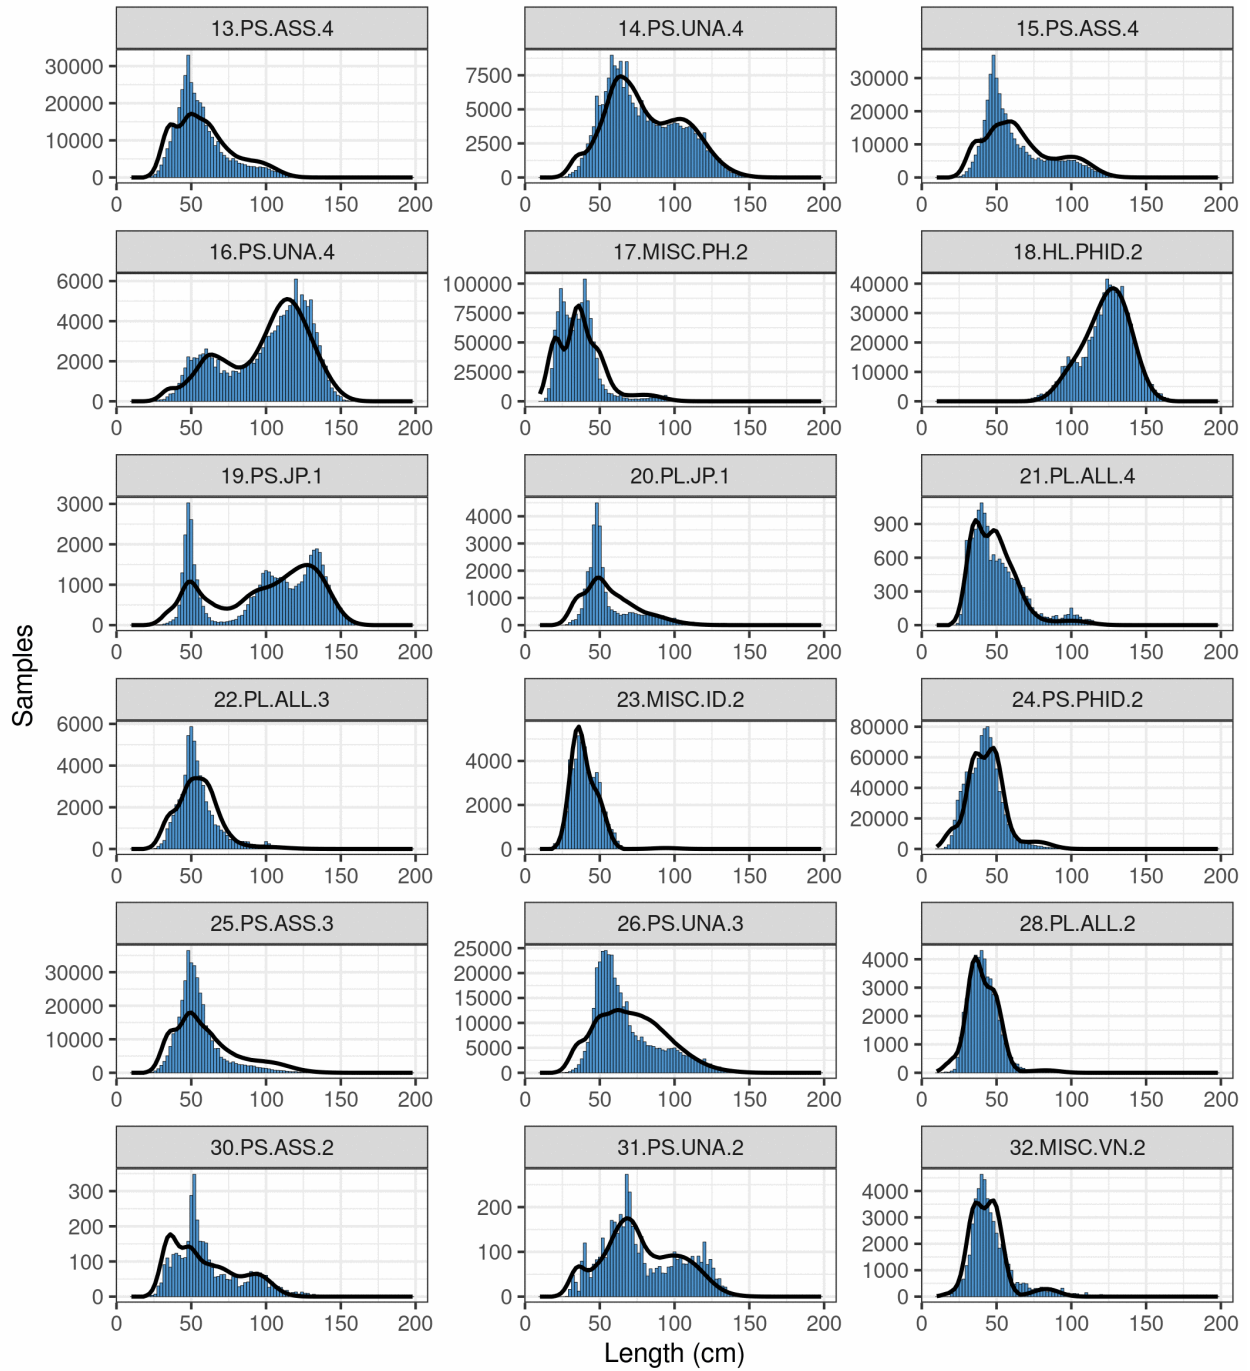 13.PS.ASS.4 14.PS.UNA.4 15.PS.ASS.4
30000 7500 30000
20000 5000 20000
10000 2500 10000
0 0 0
0 50 100 150 200 0 50 100 150 200 0 50 100 150 200
16.PS.UNA.4 17.MISC.PH.2 18.HL.PHID.2
6000 100000 40000
4000 75000 30000
2000 50000 20000
0 25000 10000
0 0
0 50 100 150 200 0 50 100 150 200 0 50 100 150 200
19.PS.JP.1 20.PL.JP.1 21.PL.ALL.4
3000 4000 900
2000 3000 600
1000 2000 300
0 1000 0
0
0 50 100 150 200 0 50 100 150 200 0 50 100 150 200
Samples
22.PL.ALL.3 23.MISC.ID.2 24.PS.PHID.2
6000 4000 80000
4000 2000 60000
2000 0 40000
0 20000
0
0 50 100 150 200 0 50 100 150 200 0 50 100 150 200
25.PS.ASS.3 26.PS.UNA.3 28.PL.ALL.2
30000 25000 4000
20000 20000 3000
10000 15000 2000
0 10000 1000
5000 0
0
0 50 100 150 200 0 50 100 150 200 0 50 100 150 200
30.PS.ASS.2 31.PS.UNA.2 32.MISC.VN.2
300 200 4000
200 100 3000
100 0 2000
0 1000
0
0 50 100 150 200 0 50 100 150 200 0 50 100 150 200
Length (cm)